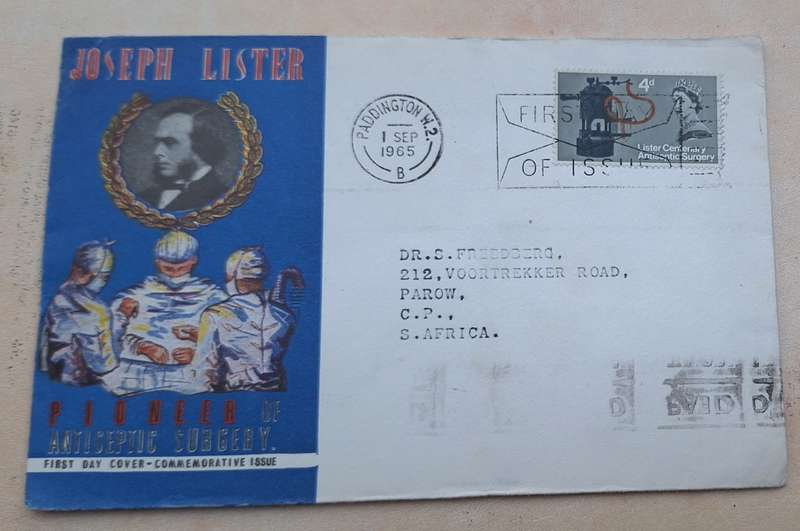 JOSEPH LISTER
PIONEER OF
ANTISEPTIC SURGERY.
FIRST DAY COVER-COMMEMORATIVE ISSUE
PADDINGTON W.2.
1 SEP
1965
B
FIRST DAY
OF ISSUE
4d
Lister Centenary
Antiseptic Surgery
DR.S.FREEDBERG,
212,VOORTREKKER ROAD,
PAROW,
C.P.,
S.AFRICA.
PAID